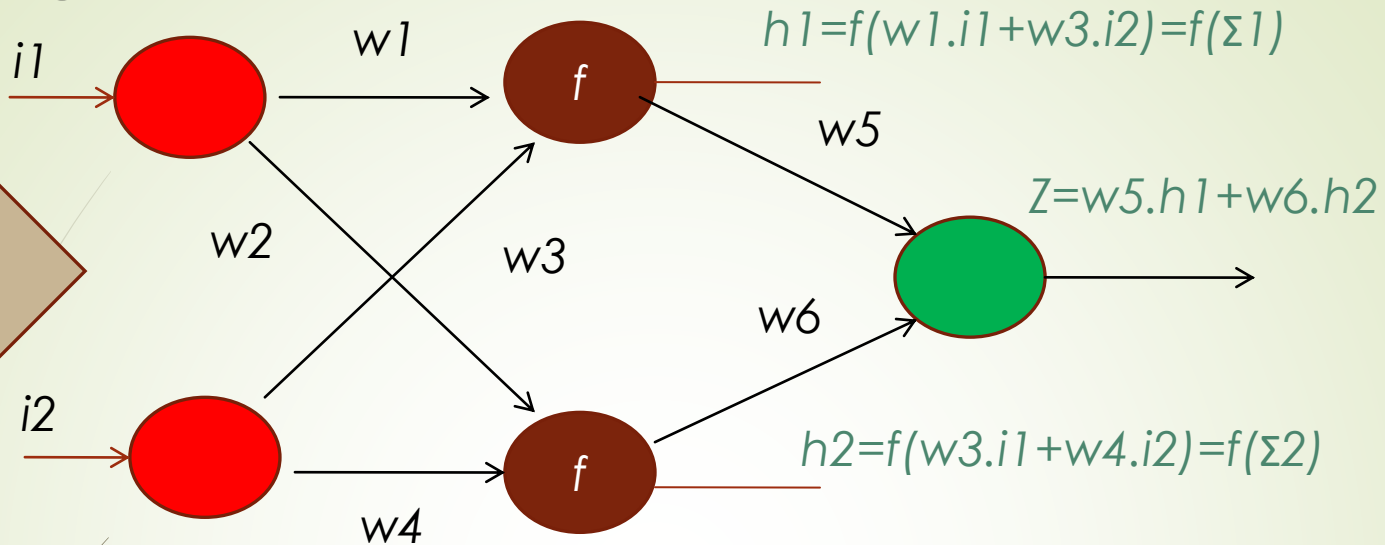 h1=f(w1.i1+w3.i2)=f(Σ1)
w1
i1
f
w5
Z=w5.h1+w6.h2
w2
w3
w6
i2
h2=f(w3.i1+w4.i2)=f(Σ2)
f
w4